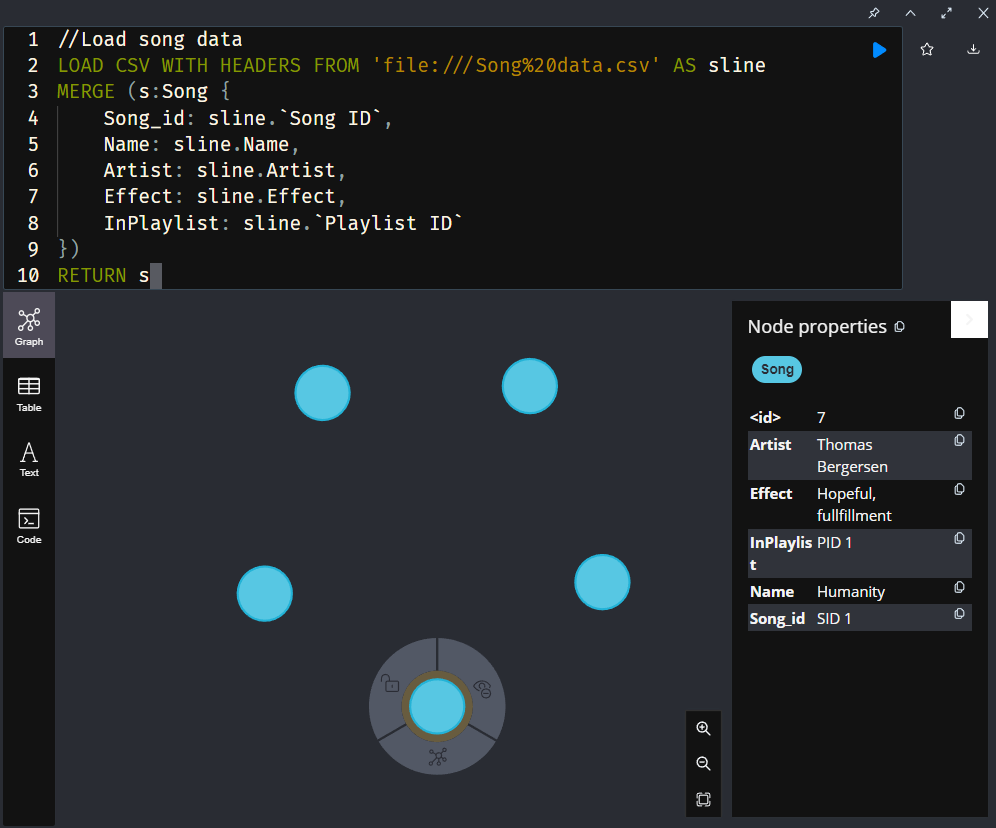 1 //Load song data
2 LOAD CSV WITH HEADERS FROM 'file:///Song%20data.csv' AS sline
3 MERGE (s:Song {
4 Song_id: sline.`Song ID`,
5 Name: sline.Name,
6 Artist: sline.Artist,
7 Effect: sline.Effect,
8 InPlaylist: sline.`Playlist ID`
9 })
10 RETURN s
Graph
Table
Text
Code
Node properties
Song
<id> 7
Artist Thomas
Bergersen
Effect Hopeful,
fullfillment
InPlaylis PID 1
t
Name Humanity
Song_id SID 1